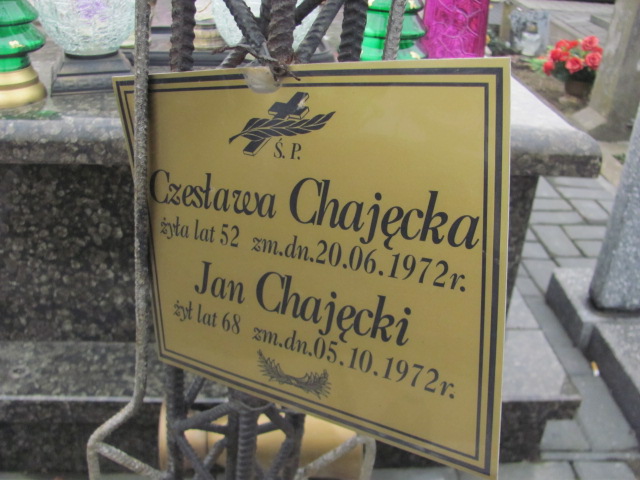 Ś. P.
Czesława Chajęcka
żyła lat 52 zm.dn.20.06.1972r.
Jan Chajęcki
żył lat 68 zm.dn.05.10.1972r.